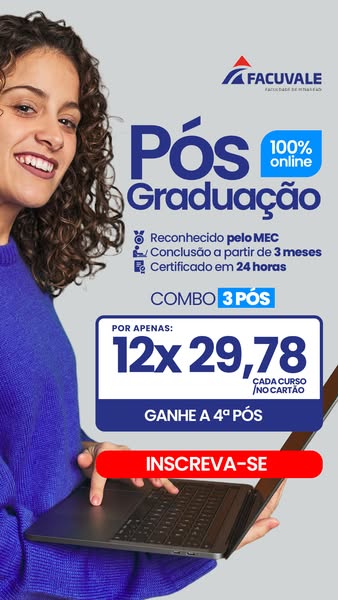 FACUVALE
Pós
100%
online
Graduação
Reconhecido pelo MEC
Conclusão a partir de 3 meses
Certificado em 24 horas
COMBO 3 PÓS
POR APENAS:
12x 29,78
CADA CURSO
/NO CARTÃO
GANHE A 4ª PÓS
INSCREVA-SE